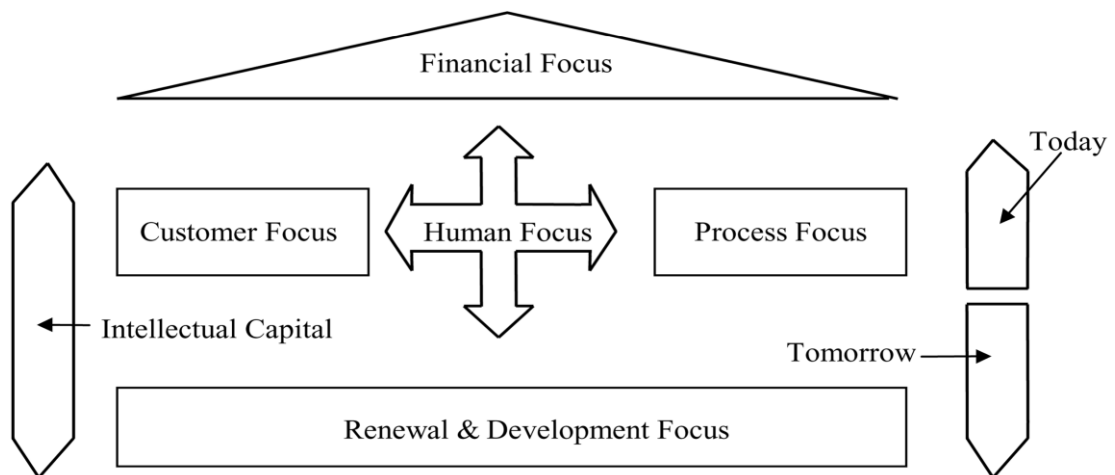 Financial Focus
Today
Customer Focus
Human Focus
Process Focus
Intellectual Capital
Tomorrow
Renewal & Development Focus